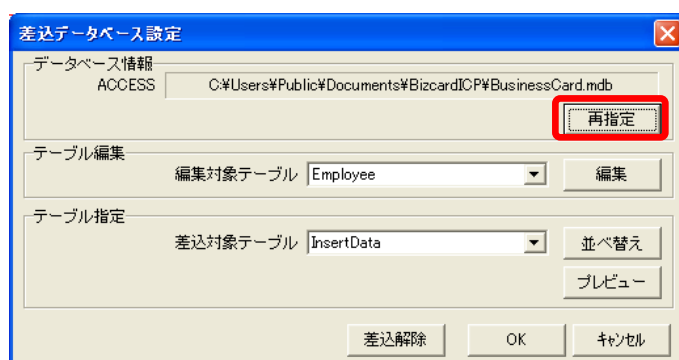 差込データベース設定
データベース情報
ACCESS C:¥Users¥Public¥Documents¥BizcardICP¥BusinessCard.mdb
再指定
テーブル編集
編集対象テーブル Employee 編集
テーブル指定
差込対象テーブル InsertData 並べ替え
プレビュー
差込解除 OK キャンセル